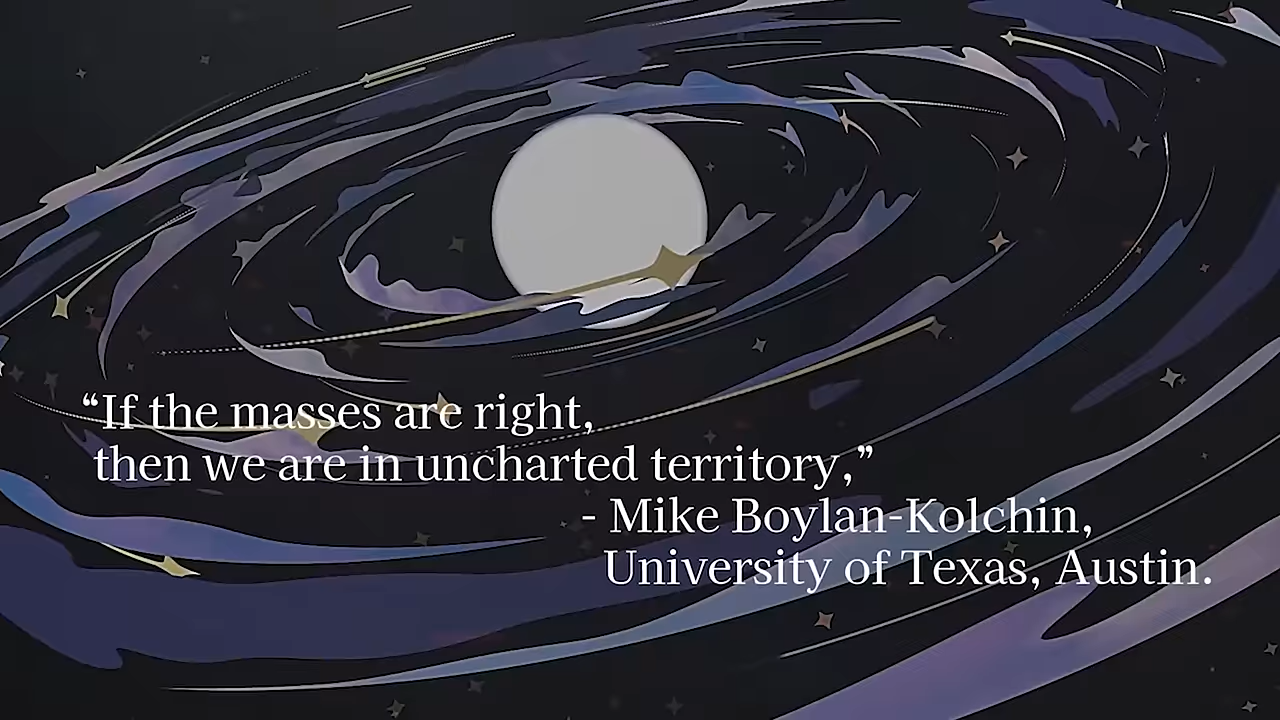 “If the masses are right,
then we are in uncharted territory,”
- Mike Boylan-Kolchin,
University of Texas, Austin.